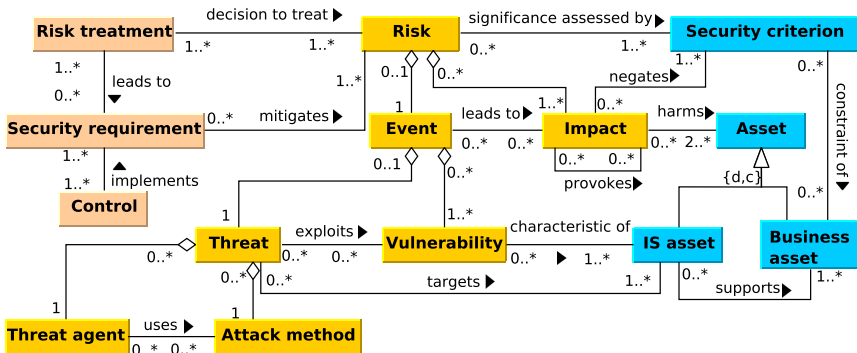 decision to treat
significance assessed by
Risk treatment
Risk
Security criterion
1..*
1..*
0..*
1..*
1..*
0..*
1..*
leads to
0..*
0..1
0..*
1..*
negates
1..*
0..*
constraint of
Security requirement
0..*
mitigates
1
Event
leads to
1..*
0..*
Impact
harms
Asset
1..*
0..*
0..*
0..*
2..*
implements
1..*
0..1
0..*
0..*
0..*
provokes
{d,c}
0..*
Control
1
1..*
Threat
exploits
Vulnerability
characteristic of
IS asset
Business
asset
0..*
0..*
0..*
0..*
1..*
0..*
0..*
targets
1..*
0..*
supports
1..*
1
1
Threat agent
uses
Attack method
0..*
0..*